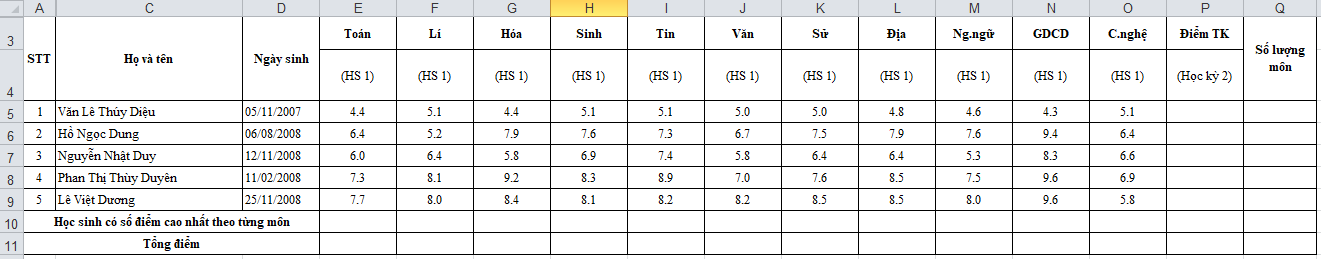 A C D E F G H I J K L M N O P Q
3 STT Họ và tên Ngày sinh Toán Lí Hóa Sinh Tin Văn Sử Địa Ng.ngữ GDCD C.nghệ Điểm TK Số lượng môn
4 (HS 1) (HS 1) (HS 1) (HS 1) (HS 1) (HS 1) (HS 1) (HS 1) (HS 1) (HS 1) (HS 1) (Học kỳ 2)
5 1 Văn Lê Thúy Diệu 05/11/2007 4.4 5.1 4.4 5.1 5.1 5.0 5.0 4.8 4.6 4.3 5.1
6 2 Hồ Ngọc Dung 06/08/2008 6.4 5.2 7.9 7.6 7.3 6.7 7.5 7.9 7.6 9.4 6.4
7 3 Nguyễn Nhật Duy 12/11/2008 6.0 6.4 5.8 6.9 7.4 5.8 6.4 6.4 5.3 8.3 6.6
8 4 Phan Thị Thùy Duyên 11/02/2008 7.3 8.1 9.2 8.3 8.9 7.0 7.6 8.5 7.5 9.6 6.9
9 5 Lê Việt Dương 25/11/2008 7.7 8.0 8.4 8.1 8.2 8.2 8.5 8.5 8.0 9.6 5.8
10 Học sinh có số điểm cao nhất theo từng môn
11 Tổng điểm